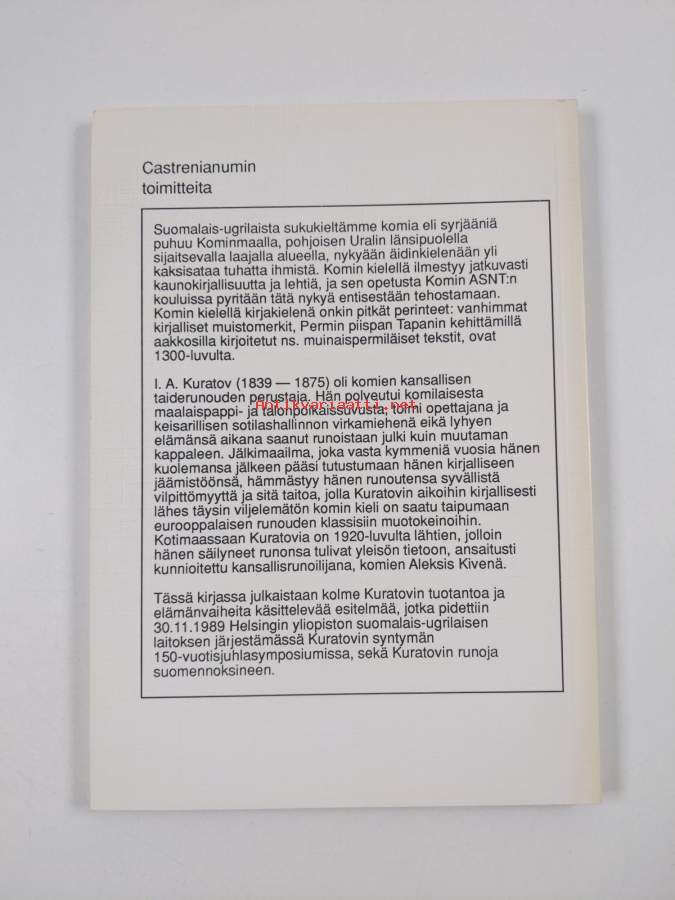 Castrenianumin
toimitteita
Suomalais-ugrilaista sukukieltämme komia eli syrjääniä
puhuu Kominmaalla, pohjoisen Uralin länsipuolella
sijaitsevalla laajalla alueella, nykyään äidinkielenään yli
kaksisataa tuhatta ihmistä. Komin kielellä ilmestyy jatkuvasti
kaunokirjallisuutta ja lehtiä, ja sen opetusta Komin ASNT:n
kouluissa pyritään tätä nykyä entisestään tehostamaan.
Komin kielellä kirjakielenä onkin pitkät perinteet: vanhimmat
kirjalliset muistomerkit, Permin piispan Tapanin kehittämillä
aakkosilla kirjoitetut ns. muinaispermiläiset tekstit, ovat
1300-luvulta.
I. A. Kuratov (1839 — 1875) oli komien kansallisen
taiderunouden perustaja. Hän polveutui komilaisesta
maalaispappi- ja talonpoikaissuvusta, toimi opettajana ja
Antikvariaatti.net
keisarillisen sotilashallinnon virkamiehenä eikä lyhyen
elämänsä aikana saanut runoistaan julki kuin muutaman
kappaleen. Jälkimaailma, joka vasta kymmeniä vuosia hänen
kuolemansa jälkeen pääsi tutustumaan hänen kirjalliseen
jäämistöönsä, hämmästyy hänen runoutensa syvällistä
vilpittömyyttä ja sitä taitoa, jolla Kuratovin aikoihin kirjallisesti
lähes täysin viljelemätön komin kieli on saatu taipumaan
eurooppalaisen runouden klassisiin muotokeinoihin.
Kotimaassaan Kuratovia on 1920-luvulta lähtien, jolloin
hänen säilyneet runonsa tulivat yleisön tietoon, ansaitusti
kunnioitettu kansallisrunoilijana, komien Aleksis Kivenä.
Tässä kirjassa julkaistaan kolme Kuratovin tuotantoa ja
elämänvaiheita käsittelevää esitelmää, jotka pidettiin
30.11.1989 Helsingin yliopiston suomalais-ugrilaisen
laitoksen järjestämässä Kuratovin syntymän
150-vuotisjuhlasymposiumissa, sekä Kuratovin runoja
suomennoksineen.